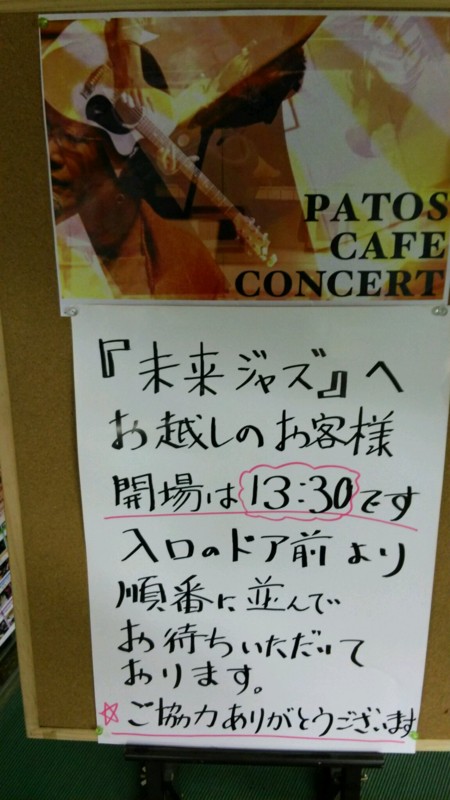 PATOS
CAFE
CONCERT
『未来ジャズ』へ
お越しのお客様
開場は13:30です
入口のドア前より
順番に並んで
お待ちいただいて
おります。
☆ご協力ありがとうございます